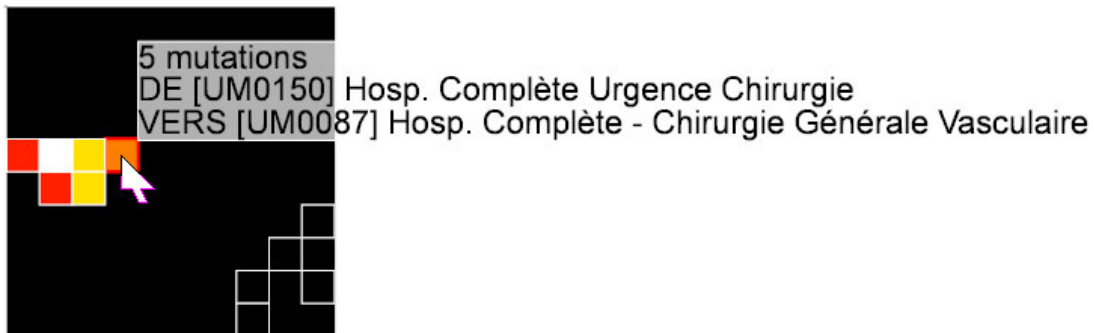 5 mutations
DE [UM0150] Hosp. Complète Urgence Chirurgie
VERS [UM0087] Hosp. Complète - Chirurgie Générale Vasculaire